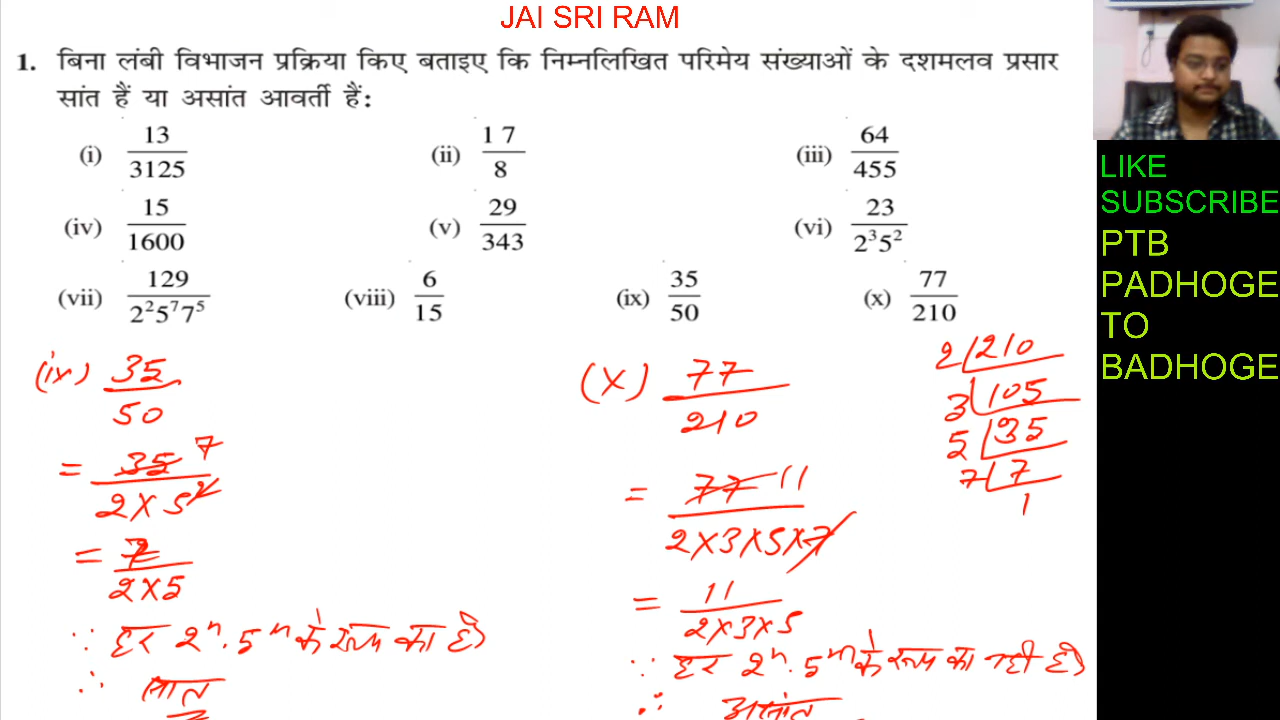 JAI SRI RAM
1. बिना लंबी विभाजन प्रक्रिया किए बताइए कि निम्नलिखित परिमेय संख्याओं के दशमलव प्रसार
सांत हैं या असांत आवर्ती हैं:
(i) 13/3125 (ii) 17/8 (iii) 64/455
(iv) 15/1600 (v) 29/343 (vi) 23/2³5²
(vii) 129/2²5⁷7⁵ (viii) 6/15 (ix) 35/50 (x) 77/210
(ix) 35/50
= 35 7/2×5²
= 7/2×5
∵ हर 2ⁿ.5ⁿ के रूप का है।
∴ सांत
(x) 77/210
= 77 11/2×3×5×7
= 11/2×3×5
∵ हर 2ⁿ.5ᵐ के रूप का नहीं है।
∴ असांत
2 210
3 105
5 35
7 7
1
LIKE
SUBSCRIBE
PTB
PADHOGE
TO
BADHOGE